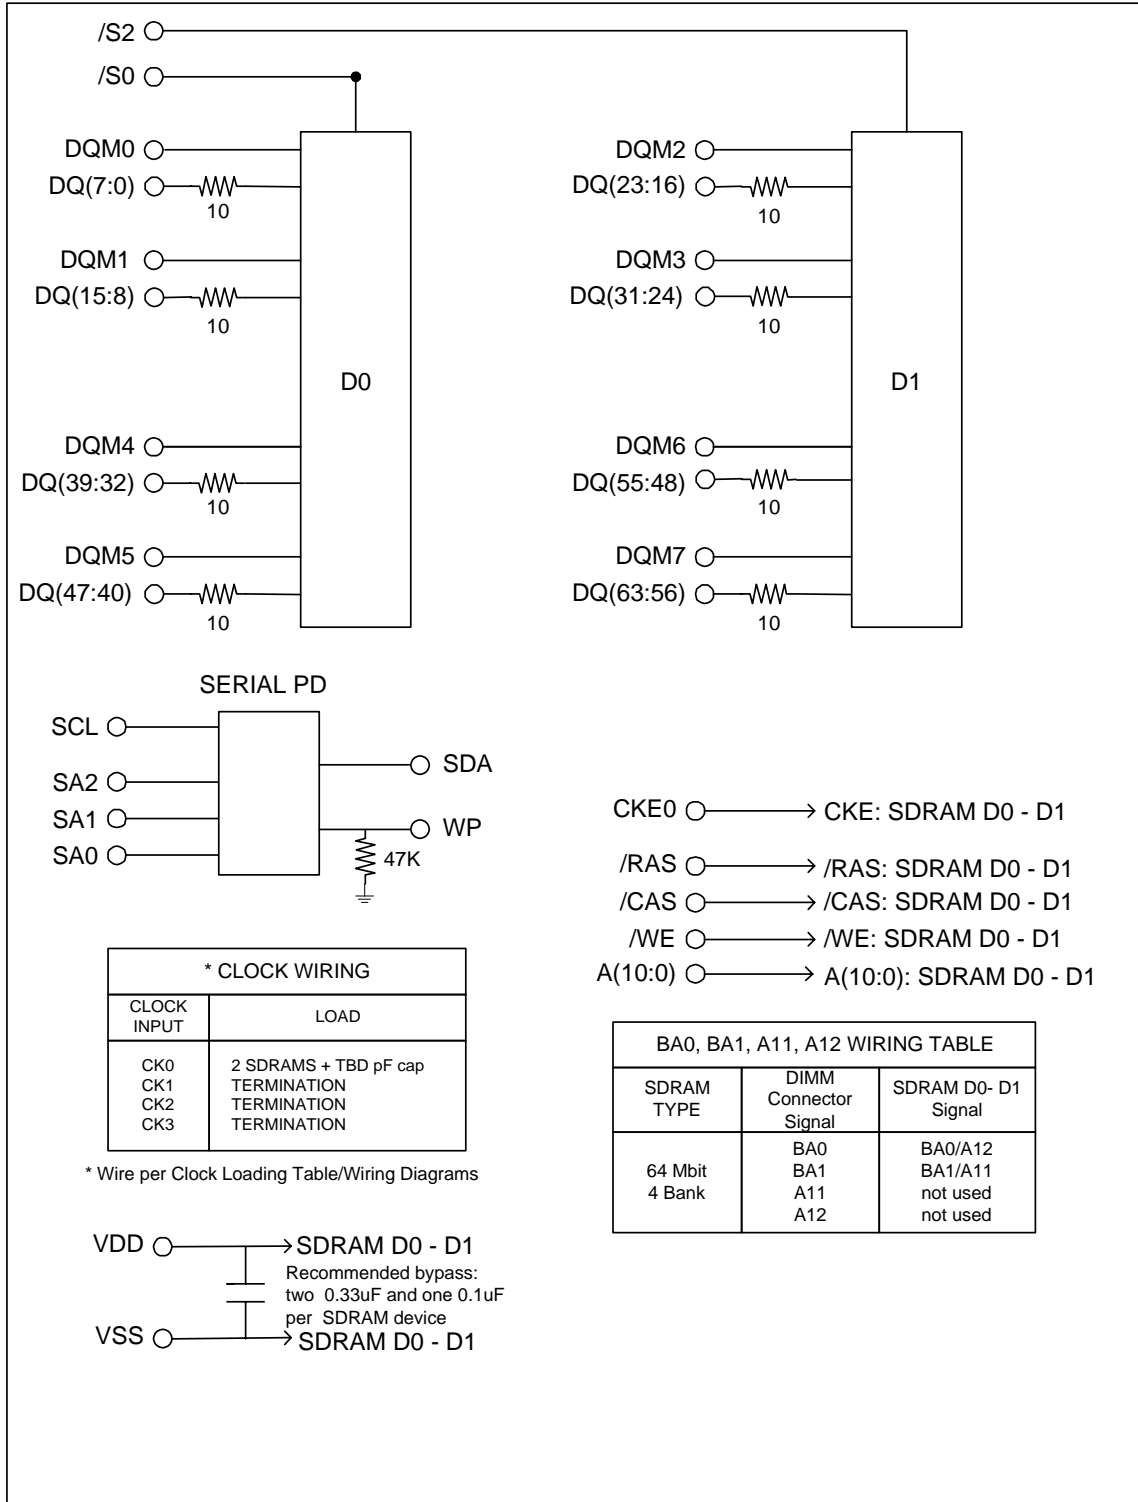 /S2
/S0
DQM0
DQ(7:0)
10
DQM1
DQ(15:8)
10
D0
DQM4
DQ(39:32)
10
DQM5
DQ(47:40)
10
DQM2
DQ(23:16)
10
DQM3
DQ(31:24)
10
D1
DQM6
DQ(55:48)
10
DQM7
DQ(63:56)
10
SERIAL PD
SCL
SA2
SA1
SA0
SDA
WP
47K
CKE0
CKE: SDRAM D0 - D1
/RAS
/RAS: SDRAM D0 - D1
/CAS
/CAS: SDRAM D0 - D1
/WE
/WE: SDRAM D0 - D1
A(10:0)
A(10:0): SDRAM D0 - D1
* CLOCK WIRING
CLOCK
INPUT
LOAD
CK0 2 SDRAMS + TBD pF cap
CK1 TERMINATION
CK2 TERMINATION
CK3 TERMINATION
* Wire per Clock Loading Table/Wiring Diagrams
BA0, BA1, A11, A12 WIRING TABLE
SDRAM
TYPE
DIMM
Connector
Signal
SDRAM D0- D1
Signal
64 Mbit
4 Bank
BA0 BA0/A12
BA1 BA1/A11
A11 not used
A12 not used
VDD
SDRAM D0 - D1
Recommended bypass:
two 0.33uF and one 0.1uF
per SDRAM device
VSS
SDRAM D0 - D1